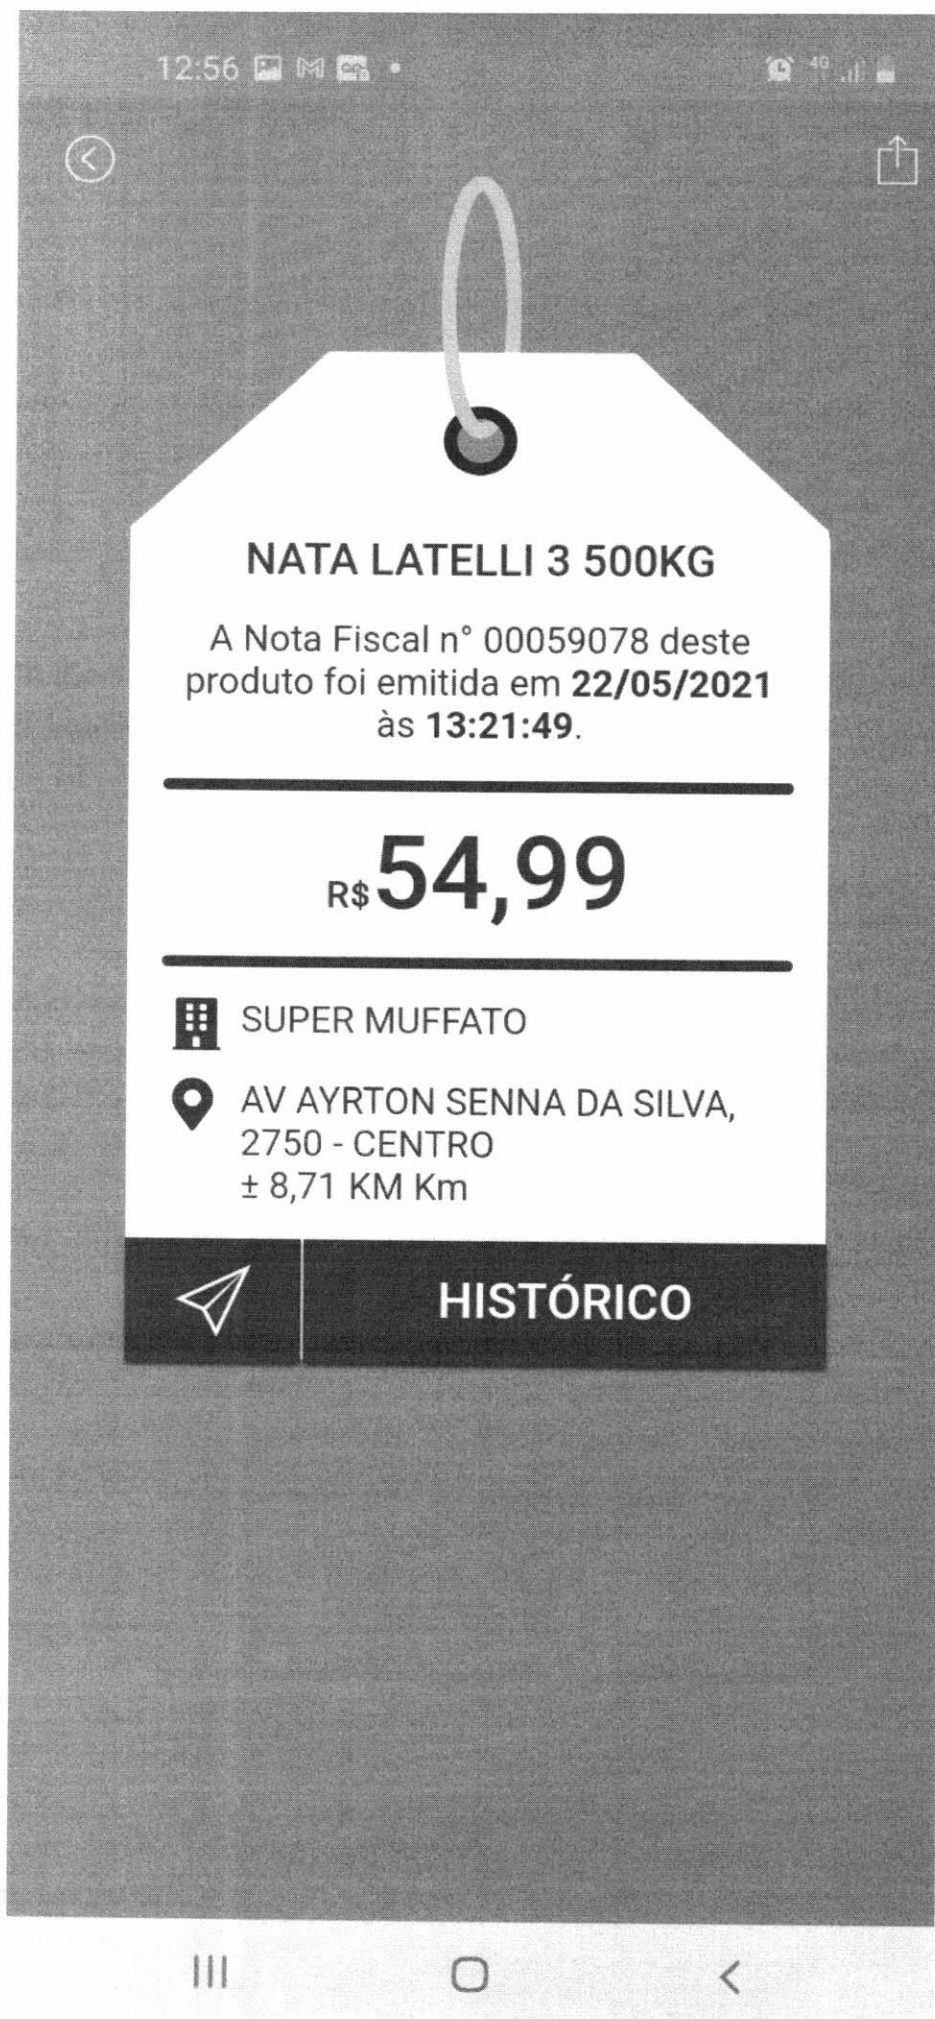 12:56
4G
NATA LATELLI 3 500KG
A Nota Fiscal n° 00059078 deste
produto foi emitida em 22/05/2021
às 13:21:49.
R$54,99
SUPER MUFFATO
AV AYRTON SENNA DA SILVA,
2750 - CENTRO
± 8,71 KM Km
HISTÓRICO